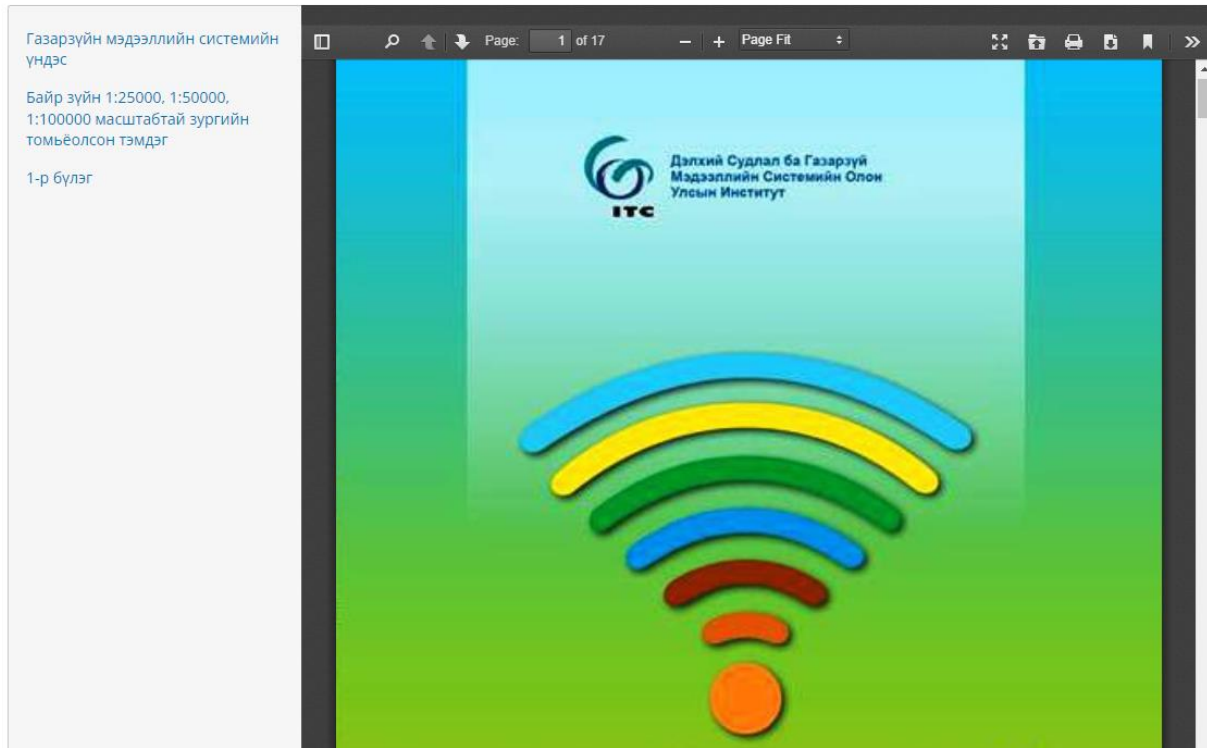 Газарзүйн мэдээллийн системийн
үндэс
Байр зүйн 1:25000, 1:50000,
1:100000 масштабтай зургийн
томьёолсон тэмдэг
1-р бүлэг
Page: 1 of 17
Page Fit
ITC
Дэлхий Судлал ба Газарзүй
Мэдээллийн Системийн Олон
Улсын Институт